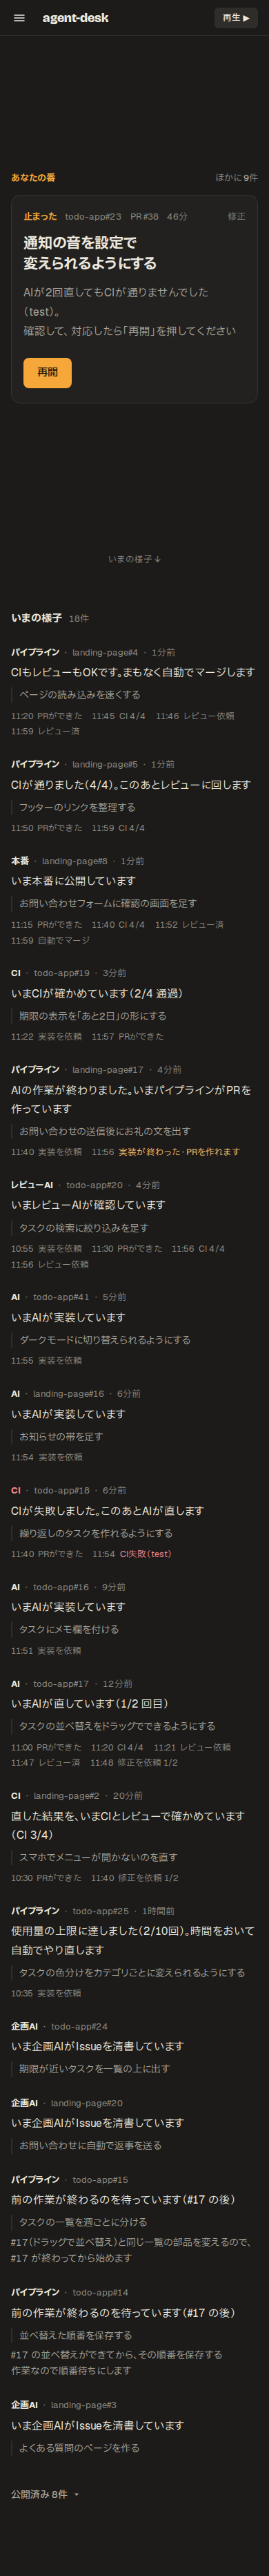 agent-desk
再生 ▶
あなたの番
ほかに 9件
止まった todo-app#23 PR #38 46分
修正
通知の音を設定で
変えられるようにする
AIが2回直してもCIが通りませんでした
（test）。
確認して、対応したら「再開」を押してください
再開
いまの様子 ↓
いまの様子 18件
パイプライン · landing-page#4 · 1分前
CIもレビューもOKです。まもなく自動でマージします
ページの読み込みを速くする
11:20 PRができた 11:45 CI 4/4 11:46 レビュー依頼
11:59 レビュー済
パイプライン · landing-page#5 · 1分前
CIが通りました（4/4）。このあとレビューに回します
フッターのリンクを整理する
11:50 PRができた 11:59 CI 4/4
本番 · landing-page#8 · 1分前
いま本番に公開しています
お問い合わせフォームに確認の画面を足す
11:15 PRができた 11:40 CI 4/4 11:52 レビュー済
11:59 自動でマージ
CI · todo-app#19 · 3分前
いまCIが確かめています（2/4 通過）
期限の表示を「あと2日」の形にする
11:22 実装を依頼 11:57 PRができた
パイプライン · landing-page#17 · 4分前
AIの作業が終わりました。いまパイプラインがPRを
作っています
お問い合わせの送信後にお礼の文を出す
11:40 実装を依頼 11:56 実装が終わった・PRを作れます
レビューAI · todo-app#20 · 4分前
いまレビューAIが確認しています
タスクの検索に絞り込みを足す
10:55 実装を依頼 11:30 PRができた 11:56 CI 4/4
11:56 レビュー依頼
AI · todo-app#41 · 5分前
いまAIが実装しています
ダークモードに切り替えられるようにする
11:55 実装を依頼
AI · landing-page#16 · 6分前
いまAIが実装しています
お知らせの帯を足す
11:54 実装を依頼
CI · todo-app#18 · 6分前
CIが失敗しました。このあとAIが直します
繰り返しのタスクを作れるようにする
11:40 PRができた 11:54 CI失敗（test）
AI · todo-app#16 · 9分前
いまAIが実装しています
タスクにメモ欄を付ける
11:51 実装を依頼
AI · todo-app#17 · 12分前
いまAIが直しています（1/2 回目）
タスクの並べ替えをドラッグでできるようにする
11:00 PRができた 11:20 CI 4/4 11:21 レビュー依頼
11:47 レビュー済 11:48 修正を依頼 1/2
CI · landing-page#2 · 20分前
直した結果を、いまCIとレビューで確かめています
（CI 3/4）
スマホでメニューが開かないのを直す
10:30 PRができた 11:40 修正を依頼 1/2
パイプライン · todo-app#25 · 1時間前
使用量の上限に達しました（2/10回）。時間をおいて
自動でやり直します
タスクの色分けをカテゴリごとに変えられるようにする
10:35 実装を依頼
企画AI · todo-app#24
いま企画AIがIssueを清書しています
期限が近いタスクを一覧の上に出す
企画AI · landing-page#20
いま企画AIがIssueを清書しています
お問い合わせに自動で返事を送る
パイプライン · todo-app#15
前の作業が終わるのを待っています（#17 の後）
タスクの一覧を週ごとに分ける
#17（ドラッグで並べ替え）と同じ一覧の部品を変えるので、
#17 が終わってから始めます
パイプライン · todo-app#14
前の作業が終わるのを待っています（#17 の後）
並べ替えた順番を保存する
#17 の並べ替えができてから、その順番を保存する
作業なので順番待ちにします
企画AI · landing-page#3
いま企画AIがIssueを清書しています
よくある質問のページを作る
公開済み 8件